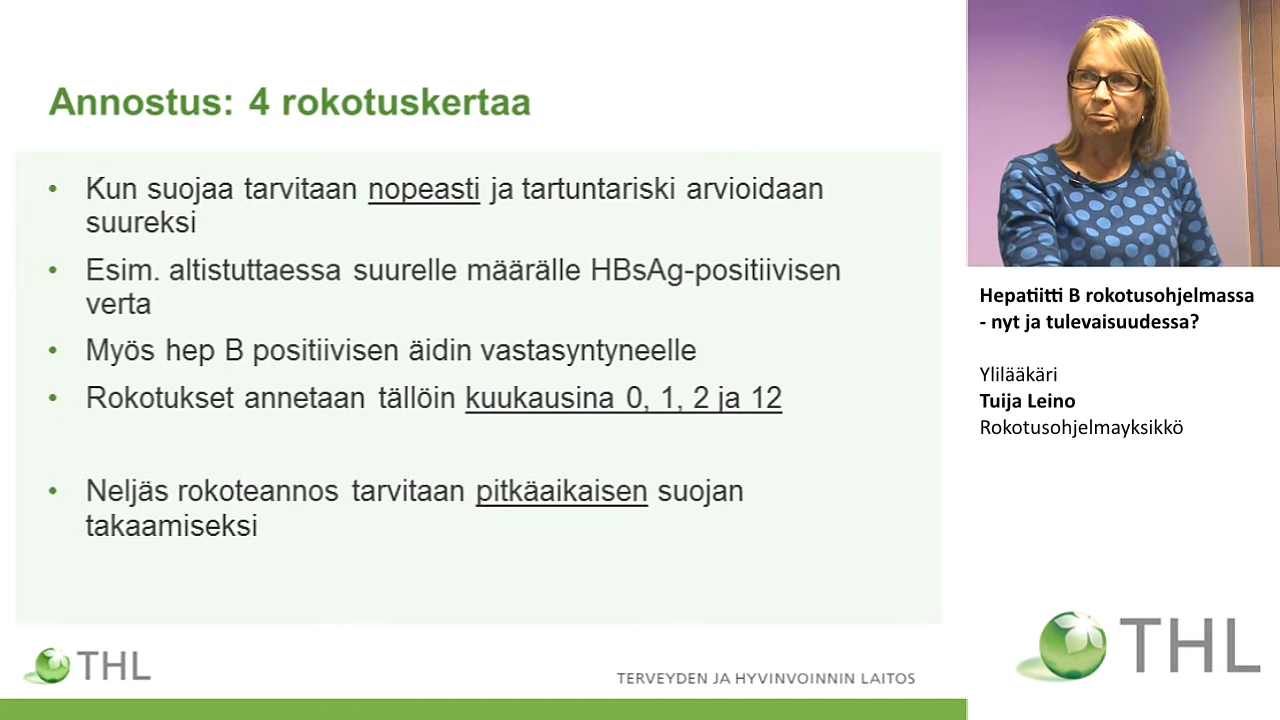 Annostus: 4 rokotuskertaa
• Kun suojaa tarvitaan nopeasti ja tartuntariski arvioidaan
suureksi
• Esim. altistuttaessa suurelle määrälle HBsAg-positiivisen
verta
• Myös hep B positiivisen äidin vastasyntyneelle
• Rokotukset annetaan tällöin kuukausina 0, 1, 2 ja 12
• Neljäs rokoteannos tarvitaan pitkäaikaisen suojan
takaamiseksi
THL
TERVEYDEN JA HYVINVOINNIN LAITOS
Hepatiitti B rokotusohjelmassa
- nyt ja tulevaisuudessa?
Ylilääkäri
Tuija Leino
Rokotusohjelmayksikkö
THL